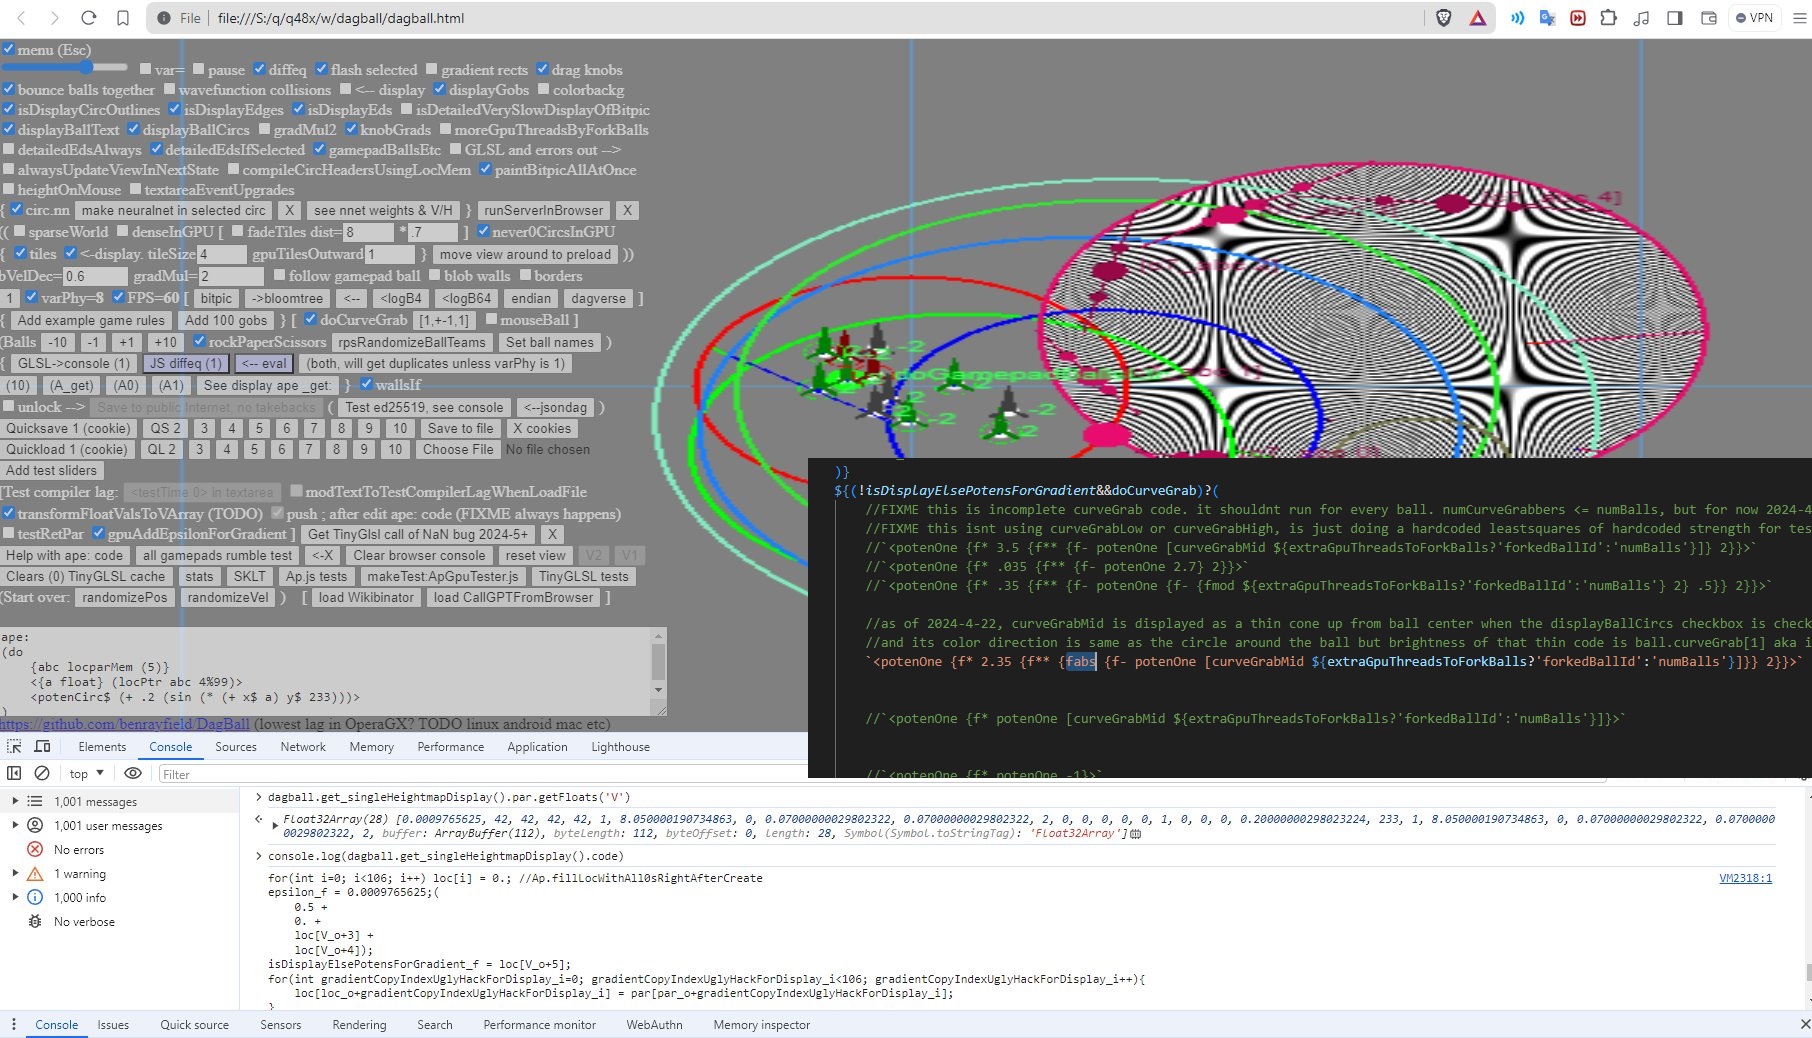 File file:///S:/q/q48x/w/dagball/dagball.html VPN
menu (Esc)
var= pause diffeq flash selected gradient rects drag knobs
bounce balls together wavefunction collisions <-- display displayGobs colorbackg
isDisplayCircOutlines isDisplayEdges isDisplayEds isDetailedVerySlowDisplayOfBitpic
displayBallText displayBallCircs gradMul2 knobGrads moreGpuThreadsByForkBalls
detailedEdsAlways detailedEdsIfSelected gamepadBallsEtc GLSL and errors out -->
alwaysUpdateViewInNextState compileCircHeadersUsingLocMem paintBitpicAllAtOnce
heightOnMouse textareaEventUpgrades
{ circ.nn make neuralnet in selected circ X see nnet weights & V/H } runServerInBrowser X
(( sparseWorld denseInGPU [ fadeTiles dist= 8 * .7 ] never0CircsInGPU
{ tiles <-display. tileSize 4 gpuTilesOutward 1 } move view around to preload ))
bVelDec= 0.6 gradMul= 2 follow gamepad ball blob walls borders
1 varPhy=8 FPS=60 [ bitpic ->bloomtree <-- <logB4 <logB64 endian dagverse ]
{ Add example game rules Add 100 gobs } [ doCurveGrab [1,+-1,1] mouseBall ]
(Balls -10 -1 +1 +10 rockPaperScissors rpsRandomizeBallTeams Set ball names )
{ GLSL->console (1) JS diffeq (1) <-- eval (both, will get duplicates unless varPhy is 1)
(10) (A_get) (A0) (A1) See display ape _get: } wallsIf
unlock --> Save to public Internet, no takebacks ( Test ed25519, see console <--jsondag )
Quicksave 1 (cookie) QS 2 3 4 5 6 7 8 9 10 Save to file X cookies
Quickload 1 (cookie) QL 2 3 4 5 6 7 8 9 10 Choose File No file chosen
Add test sliders
[Test compiler lag: <testTime 0> in textarea modTextToTestCompilerLagWhenLoadFile
transformFloatValsToVArray (TODO) push ; after edit ape: code (FIXME always happens)
testRetPar gpuAddEpsilonForGradient ] Get TinyGlsl call of NaN bug 2024-5+ X
Help with ape: code all gamepads rumble test <-X Clear browser console reset view V2 V1
Clears (0) TinyGLSL cache stats SKLT Ap.js tests makeTest:ApGpuTester.js TinyGLSL tests
(Start over: randomizePos randomizeVel ) [ load Wikibinator load CallGPTFromBrowser ]
ape:
(do
{abc locparMem (5)}
<{a float} (locPtr abc 4%99)>
<potenCirc$ (+ .2 (sin (* (+ x$ a) y$ 233)))>
)
https://github.com/benrayfield/DagBall (lowest lag in OperaGX? TODO linux android mac etc)
-2
-2
-2
-2
-2
)}
${(!isDisplayElsePotensForGradient&&doCurveGrab)?(
//FIXME this is incomplete curveGrab code. it shouldnt run for every ball. numCurveGrabbers <= numBalls, but for now 2024-4
//FIXME this isnt using curveGrabLow or curveGrabHigh, is just doing a hardcoded leastsquares of hardcoded strength for tes
//`<potenOne {f* 3.5 {f** {f- potenOne [curveGrabMid ${extraGpuThreadsToForkBalls?'forkedBallId':'numBalls'}]} 2}}>`
//`<potenOne {f* .035 {f** {f- potenOne 2.7} 2}}>`
//`<potenOne {f* .35 {f** {f- potenOne {f- {fmod ${extraGpuThreadsToForkBalls?'forkedBallId':'numBalls'} 2} .5}} 2}}>`
//as of 2024-4-22, curveGrabMid is displayed as a thin cone up from ball center when the displayBallCircs checkbox is check
//and its color direction is same as the circle around the ball but brightness of that thin code is ball.curveGrab[1] aka i
`<potenOne {f* 2.35 {f** {fabs {f- potenOne [curveGrabMid ${extraGpuThreadsToForkBalls?'forkedBallId':'numBalls'}]}} 2}}>`
//`<potenOne {f* potenOne [curveGrabMid ${extraGpuThreadsToForkBalls?'forkedBallId':'numBalls'}]}>`
//`<potenOne {f* potenOne -1}>`
Elements Console Sources Network Memory Performance Application Lighthouse
top Filter
1,001 messages
1,001 user messages
No errors
1 warning
1,000 info
No verbose
dagball.get_singleHeightmapDisplay().par.getFloats('V')
Float32Array(28) [0.0009765625, 42, 42, 42, 42, 1, 8.050000190734863, 0, 0.07000000029802322, 0.07000000029802322, 2, 0, 0, 0, 0, 0, 1, 0, 0, 0, 0.20000000298023224, 233, 1, 8.050000190734863, 0, 0.07000000029802322, 0.0700000
0029802322, 2, buffer: ArrayBuffer(112), byteLength: 112, byteOffset: 0, length: 28, Symbol(Symbol.toStringTag): 'Float32Array']
console.log(dagball.get_singleHeightmapDisplay().code)
for(int i=0; i<106; i++) loc[i] = 0.; //Ap.fillLocWithAll0sRightAfterCreate VM2318:1
epsilon_f = 0.0009765625;(
0.5 +
0. +
loc[V_o+3] +
loc[V_o+4]);
isDisplayElsePotensForGradient_f = loc[V_o+5];
for(int gradientCopyIndexUglyHackForDisplay_i=0; gradientCopyIndexUglyHackForDisplay_i<106; gradientCopyIndexUglyHackForDisplay_i++){
loc[loc_o+gradientCopyIndexUglyHackForDisplay_i] = par[par_o+gradientCopyIndexUglyHackForDisplay_i];
}
Console Issues Quick source Sensors Rendering Search Performance monitor WebAuthn Memory inspector